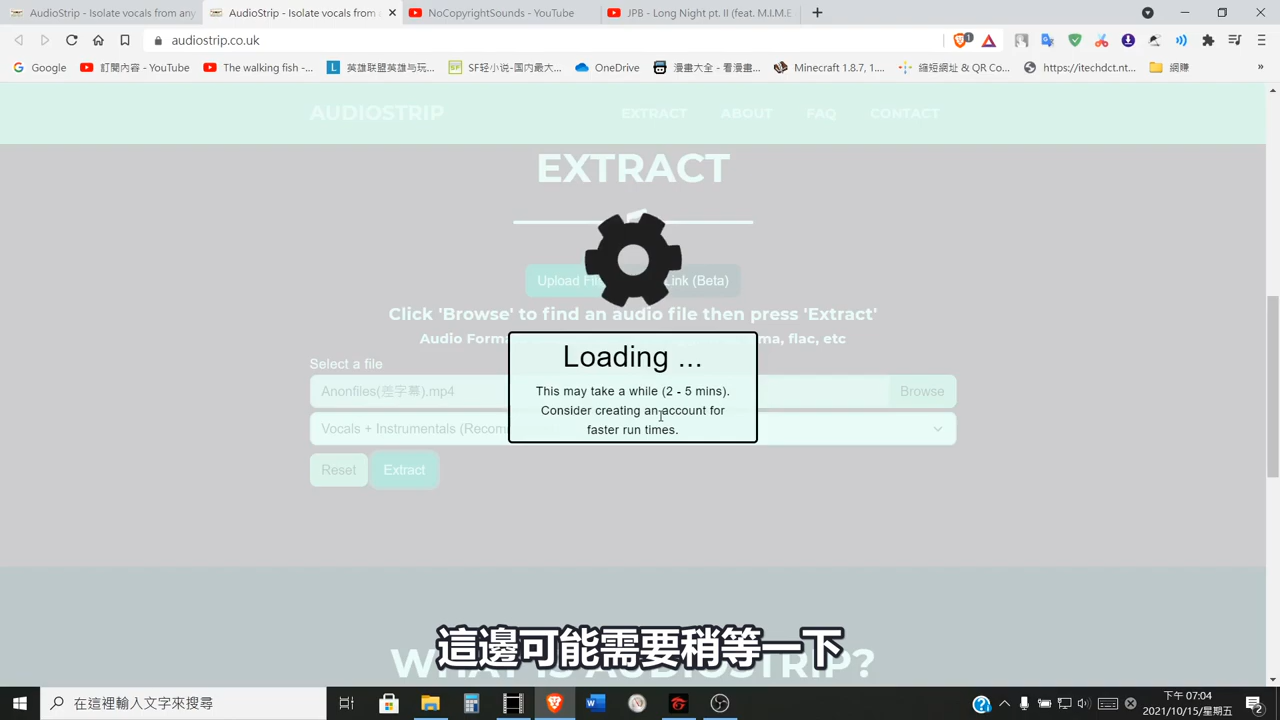 AudioStrip - Isolate vocals from any
AudioStrip - Isolate vocals from
NoCopyrightSounds - YouTube
JPB - Long Night pt. II (feat. M.I.M.E
audiostrip.co.uk
1
Google
訂閱內容 - YouTube
The walking fish -...
英雄联盟英雄与玩...
SF轻小说-国内最大...
OneDrive
漫畫大全 - 看漫畫...
Minecraft 1.8.7, 1....
縮短網址 & QR Co...
https://itechdct.nt...
網賺
»
AUDIOSTRIP
EXTRACT
ABOUT
FAQ
CONTACT
EXTRACT
Upload Fil
Link (Beta)
Click 'Browse' to find an audio file then press 'Extract'
Audio Form
ma, flac, etc
Select a file
Anonfiles(差字幕).mp4
Browse
Vocals + Instrumentals (Recom
Reset
Extract
Loading ...
This may take a while (2 - 5 mins).
Consider creating an account for
faster run times.
WHAT IS AUDIOSTRIP?
這邊可能需要稍等一下
在這裡輸入文字來搜尋
下午 07:04
2021/10/15/星期五
2